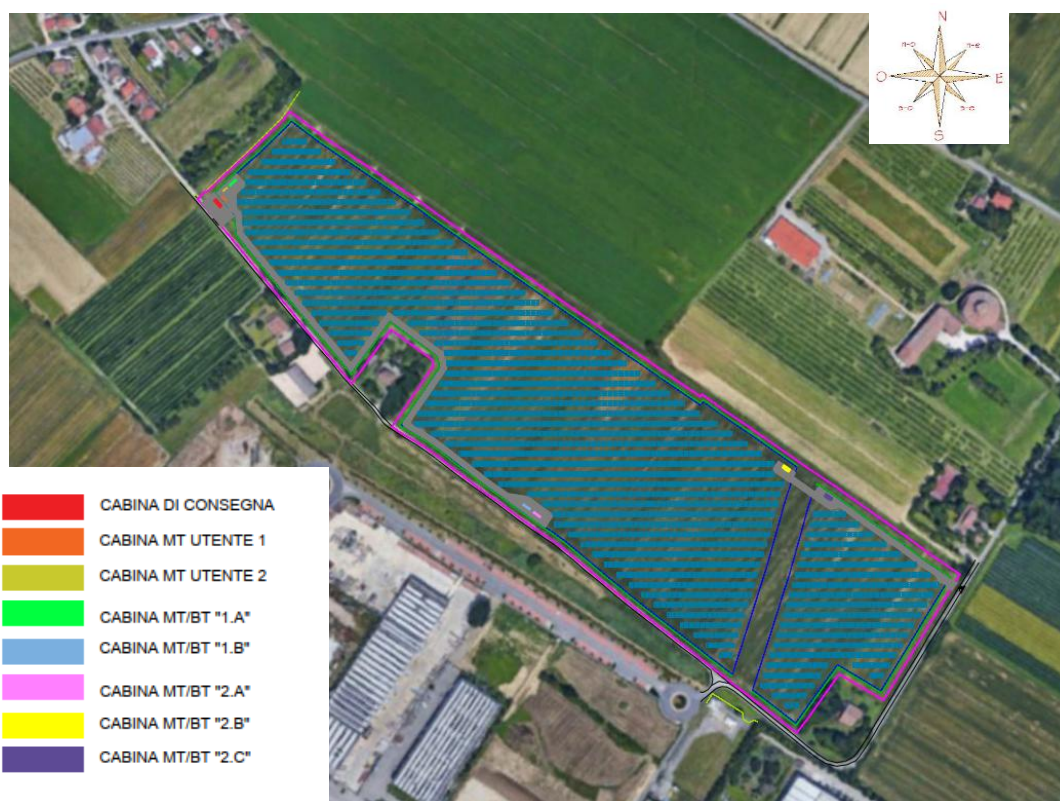 N
n-o
n-e
O
E
s-o
s-e
S
CABINA DI CONSEGNA
CABINA MT UTENTE 1
CABINA MT UTENTE 2
CABINA MT/BT "1.A"
CABINA MT/BT "1.B"
CABINA MT/BT "2.A"
CABINA MT/BT "2.B"
CABINA MT/BT "2.C"